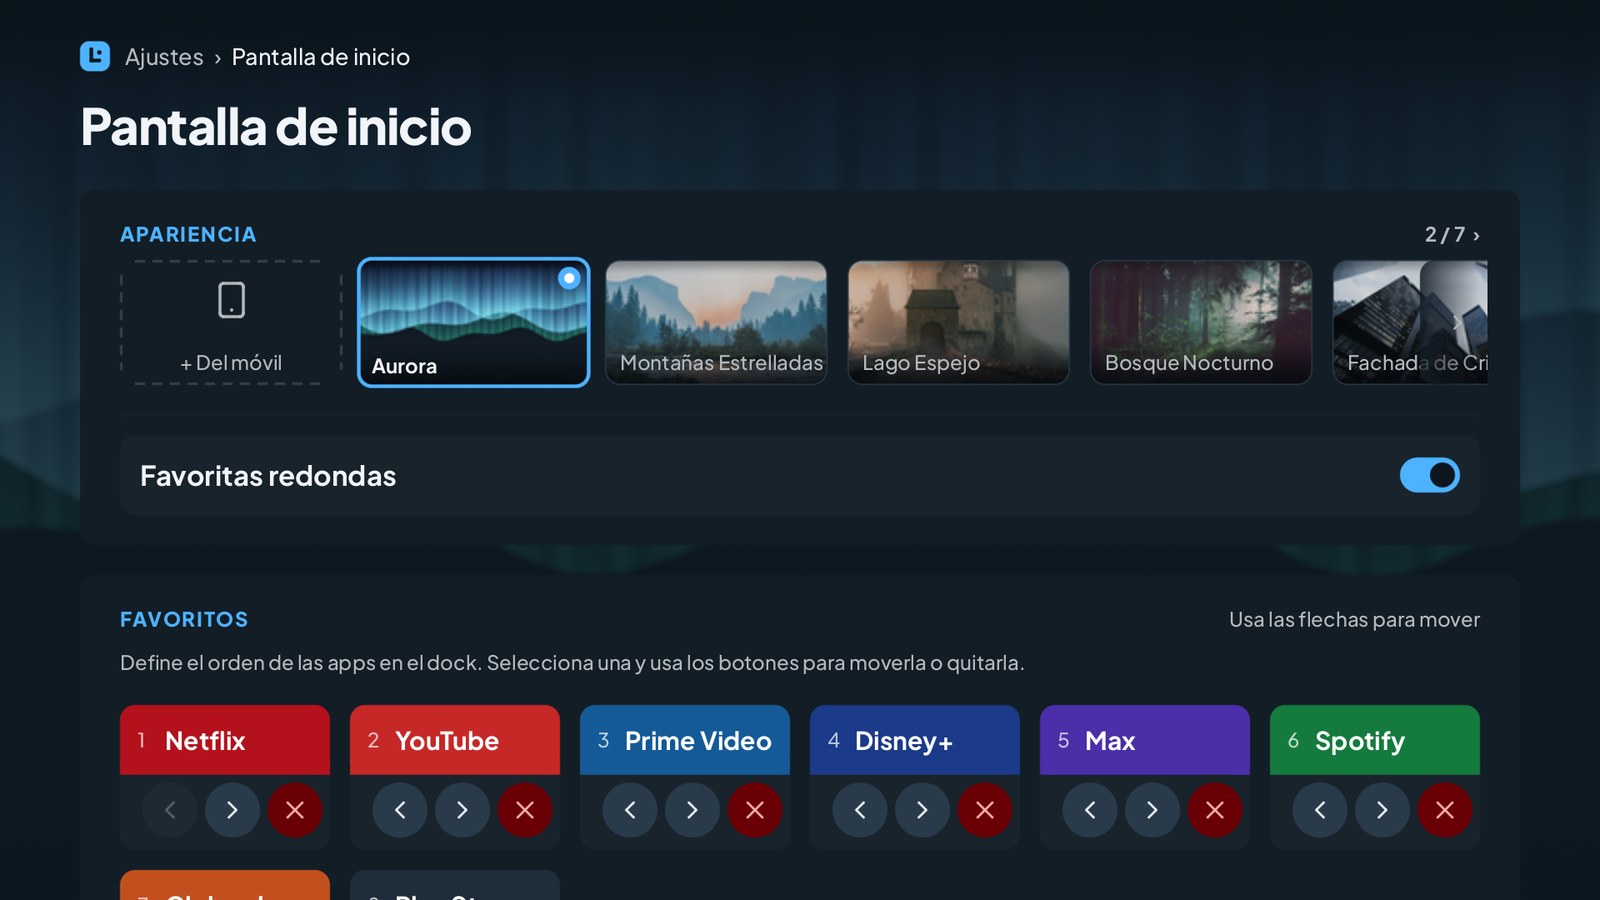 Ajustes › Pantalla de inicio
Pantalla de inicio
APARIENCIA
2 / 7 ›
+ Del móvil
Aurora
Montañas Estrelladas
Lago Espejo
Bosque Nocturno
Fachada de Cri
Favoritas redondas
FAVORITOS
Usa las flechas para mover
Define el orden de las apps en el dock. Selecciona una y usa los botones para moverla o quitarla.
1 Netflix
2 YouTube
3 Prime Video
4 Disney+
5 Max
6 Spotify